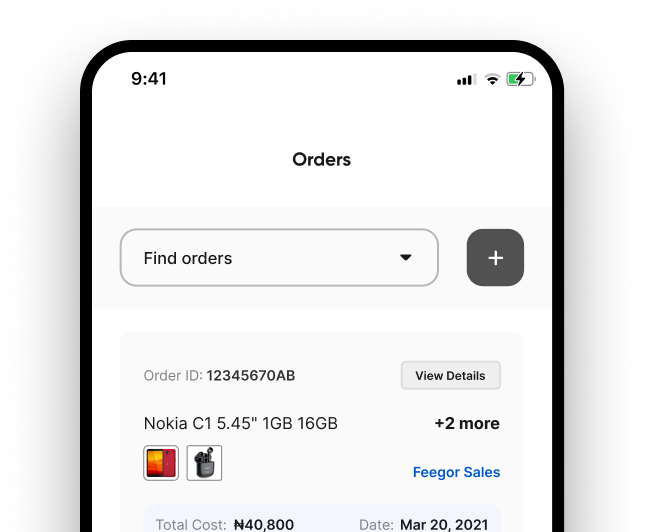 9:41
Orders
Find orders
+
Order ID: 12345670AB
View Details
Nokia C1 5.45" 1GB 16GB
+2 more
Feegor Sales
Total Cost: ₦40,800
Date: Mar 20, 2021